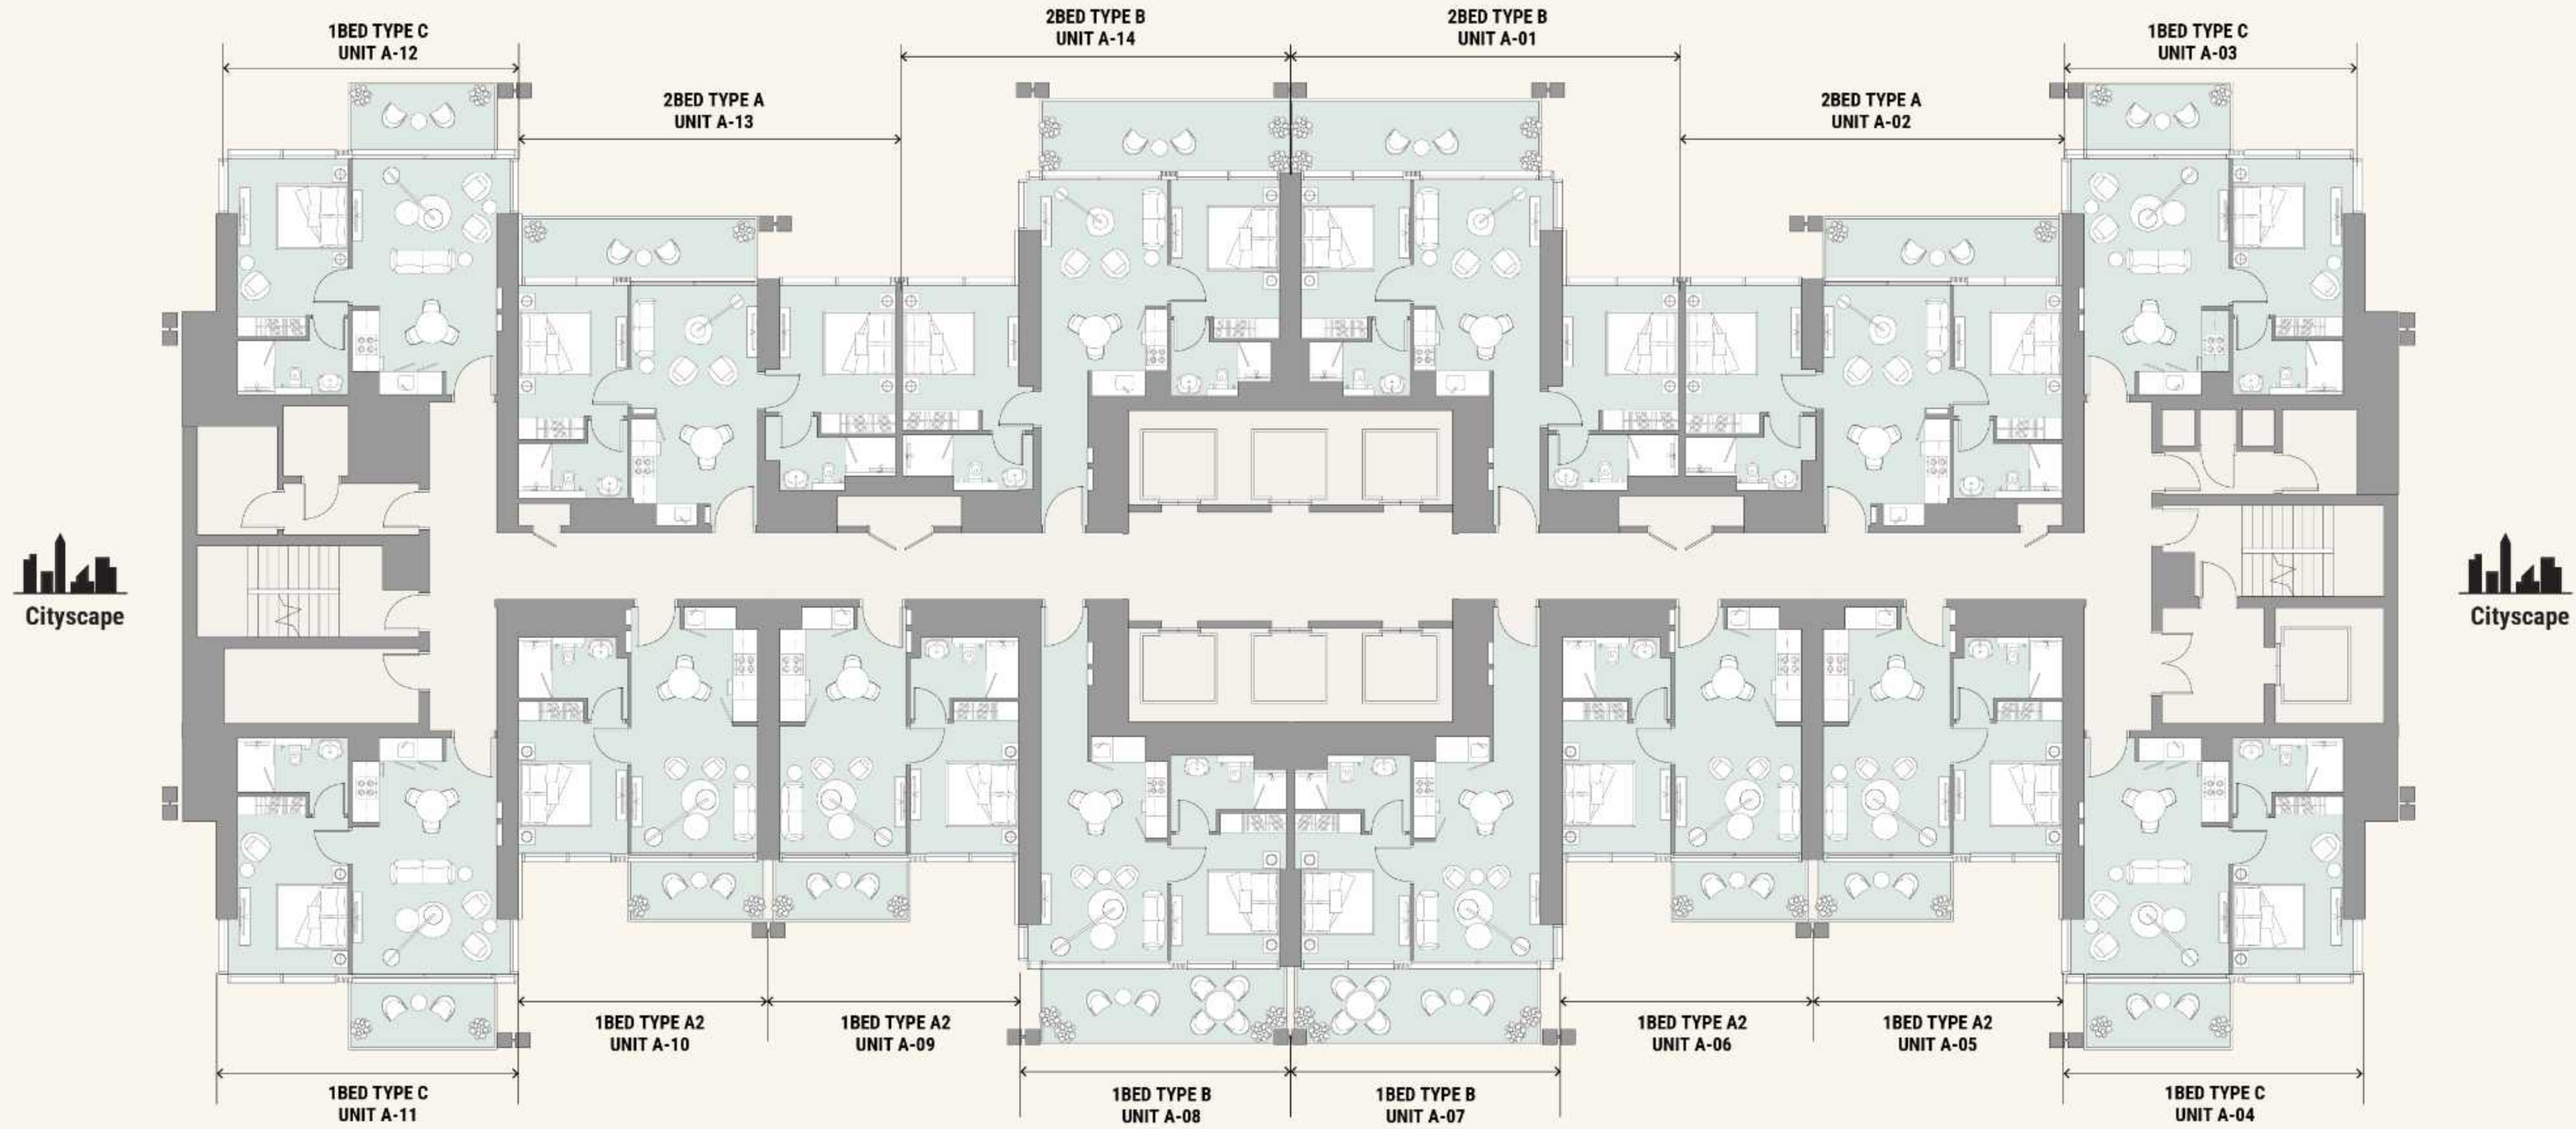 1BED TYPE C
UNIT A-12
2BED TYPE A
UNIT A-13
2BED TYPE B
UNIT A-14
2BED TYPE B
UNIT A-01
2BED TYPE A
UNIT A-02
1BED TYPE C
UNIT A-03
Cityscape
Cityscape
1BED TYPE C
UNIT A-11
1BED TYPE A2
UNIT A-10
1BED TYPE A2
UNIT A-09
1BED TYPE B
UNIT A-08
1BED TYPE B
UNIT A-07
1BED TYPE A2
UNIT A-06
1BED TYPE A2
UNIT A-05
1BED TYPE C
UNIT A-04